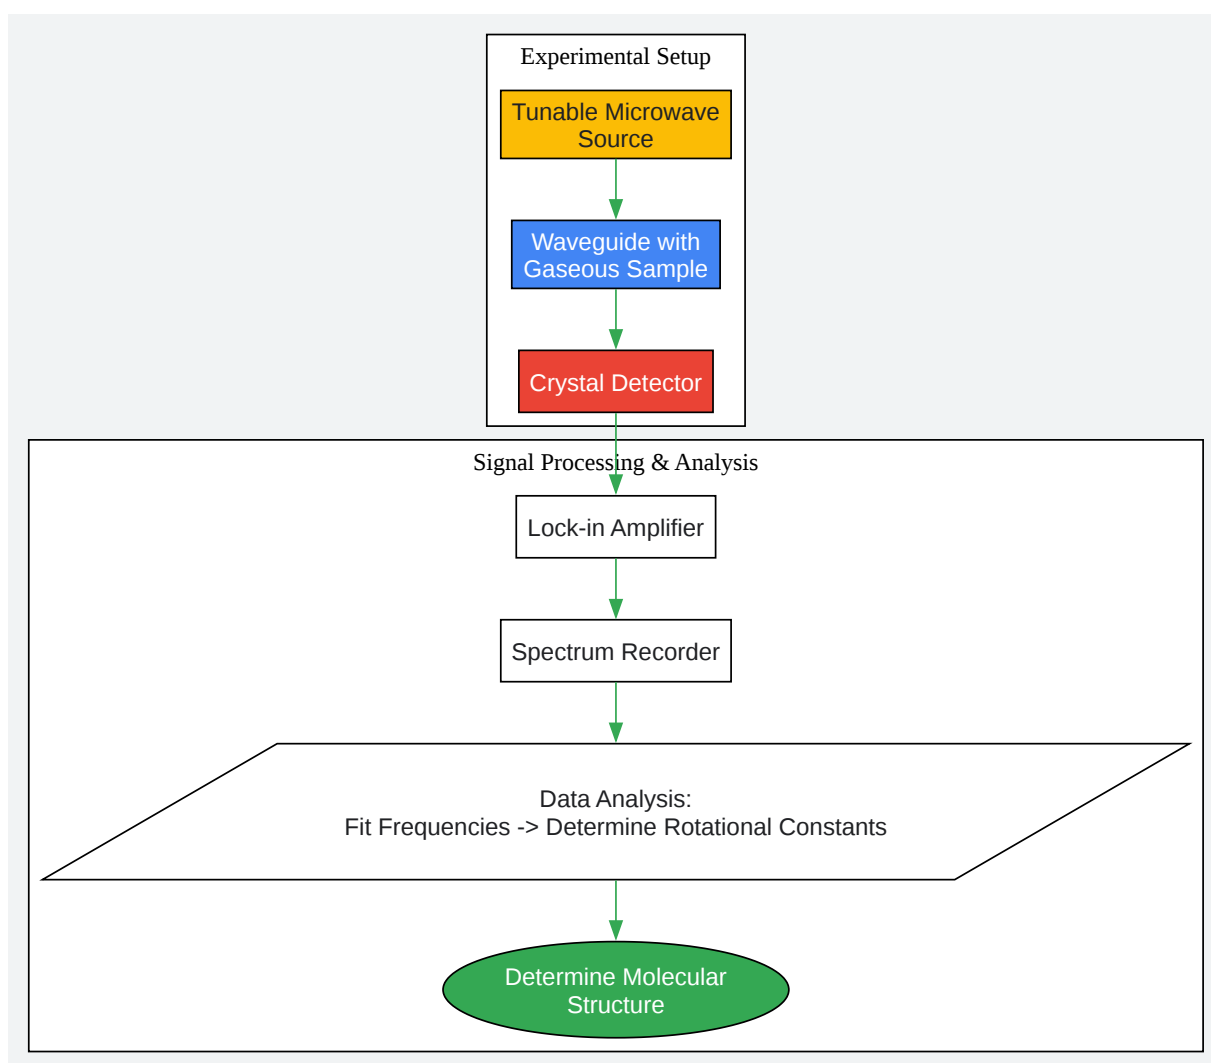 Experimental Setup
Tunable Microwave
Source
Waveguide with
Gaseous Sample
Crystal Detector
Signal Processing & Analysis
Lock-in Amplifier
Spectrum Recorder
Data Analysis:
Fit Frequencies -> Determine Rotational Constants
Determine Molecular
Structure